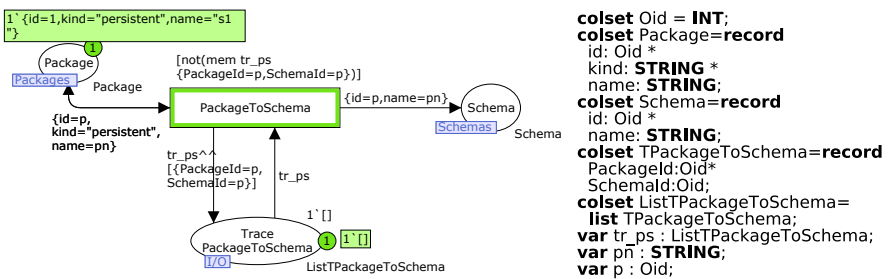 1`{id=1,kind="persistent",name="s1
"}
1
Package
Packages
Package
{id=p,
kind="persistent",
name=pn}
[not(mem tr_ps
{PackageId=p,SchemaId=p})]
PackageToSchema
{id=p,name=pn}
Schema
Schemas
Schema
tr_ps^^
[{PackageId=p,
SchemaId=p}]
tr_ps
1`[]
Trace
PackageToSchema
1
1`[]
I/O
ListTPackageToSchema
colset Oid = INT;
colset Package=record
id: Oid *
kind: STRING *
name: STRING;
colset Schema=record
id: Oid *
name: STRING;
colset TPackageToSchema=record
PackageId:Oid*
SchemaId:Oid;
colset ListTPackageToSchema=
list TPackageToSchema;
var tr_ps : ListTPackageToSchema;
var pn : STRING;
var p : Oid;